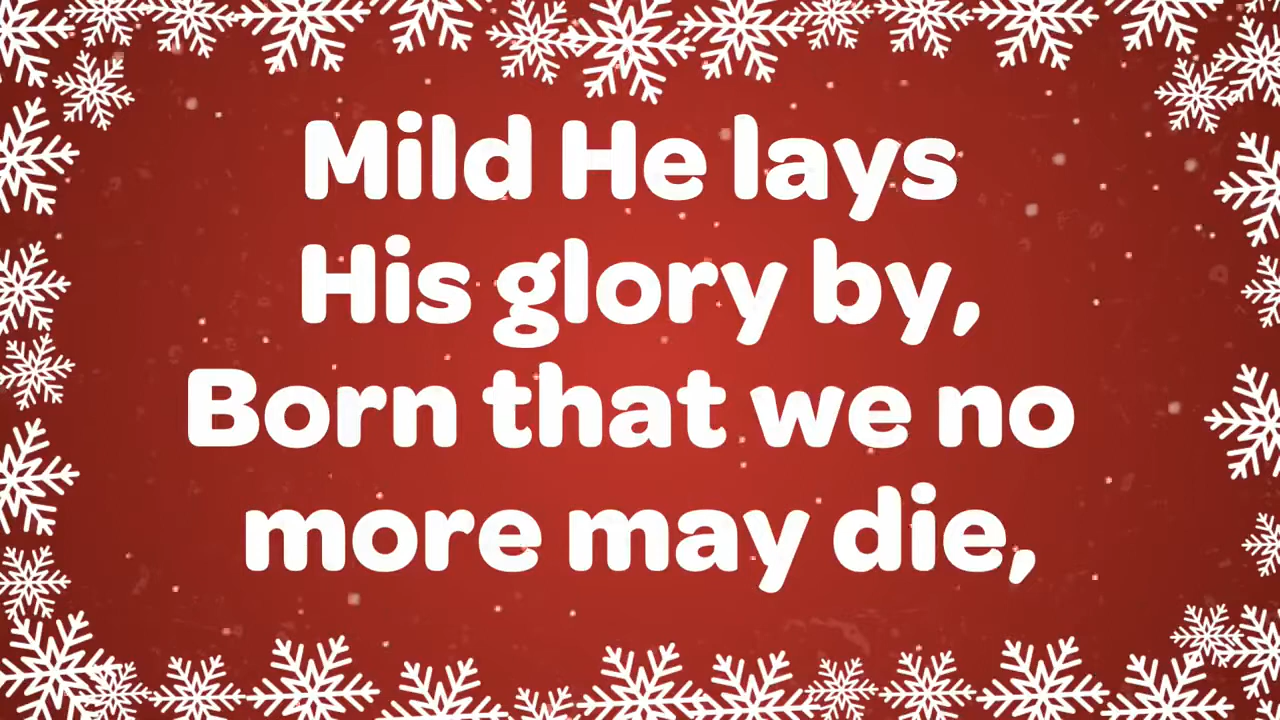 Mild He lays
His glory by,
Born that we no
more may die,